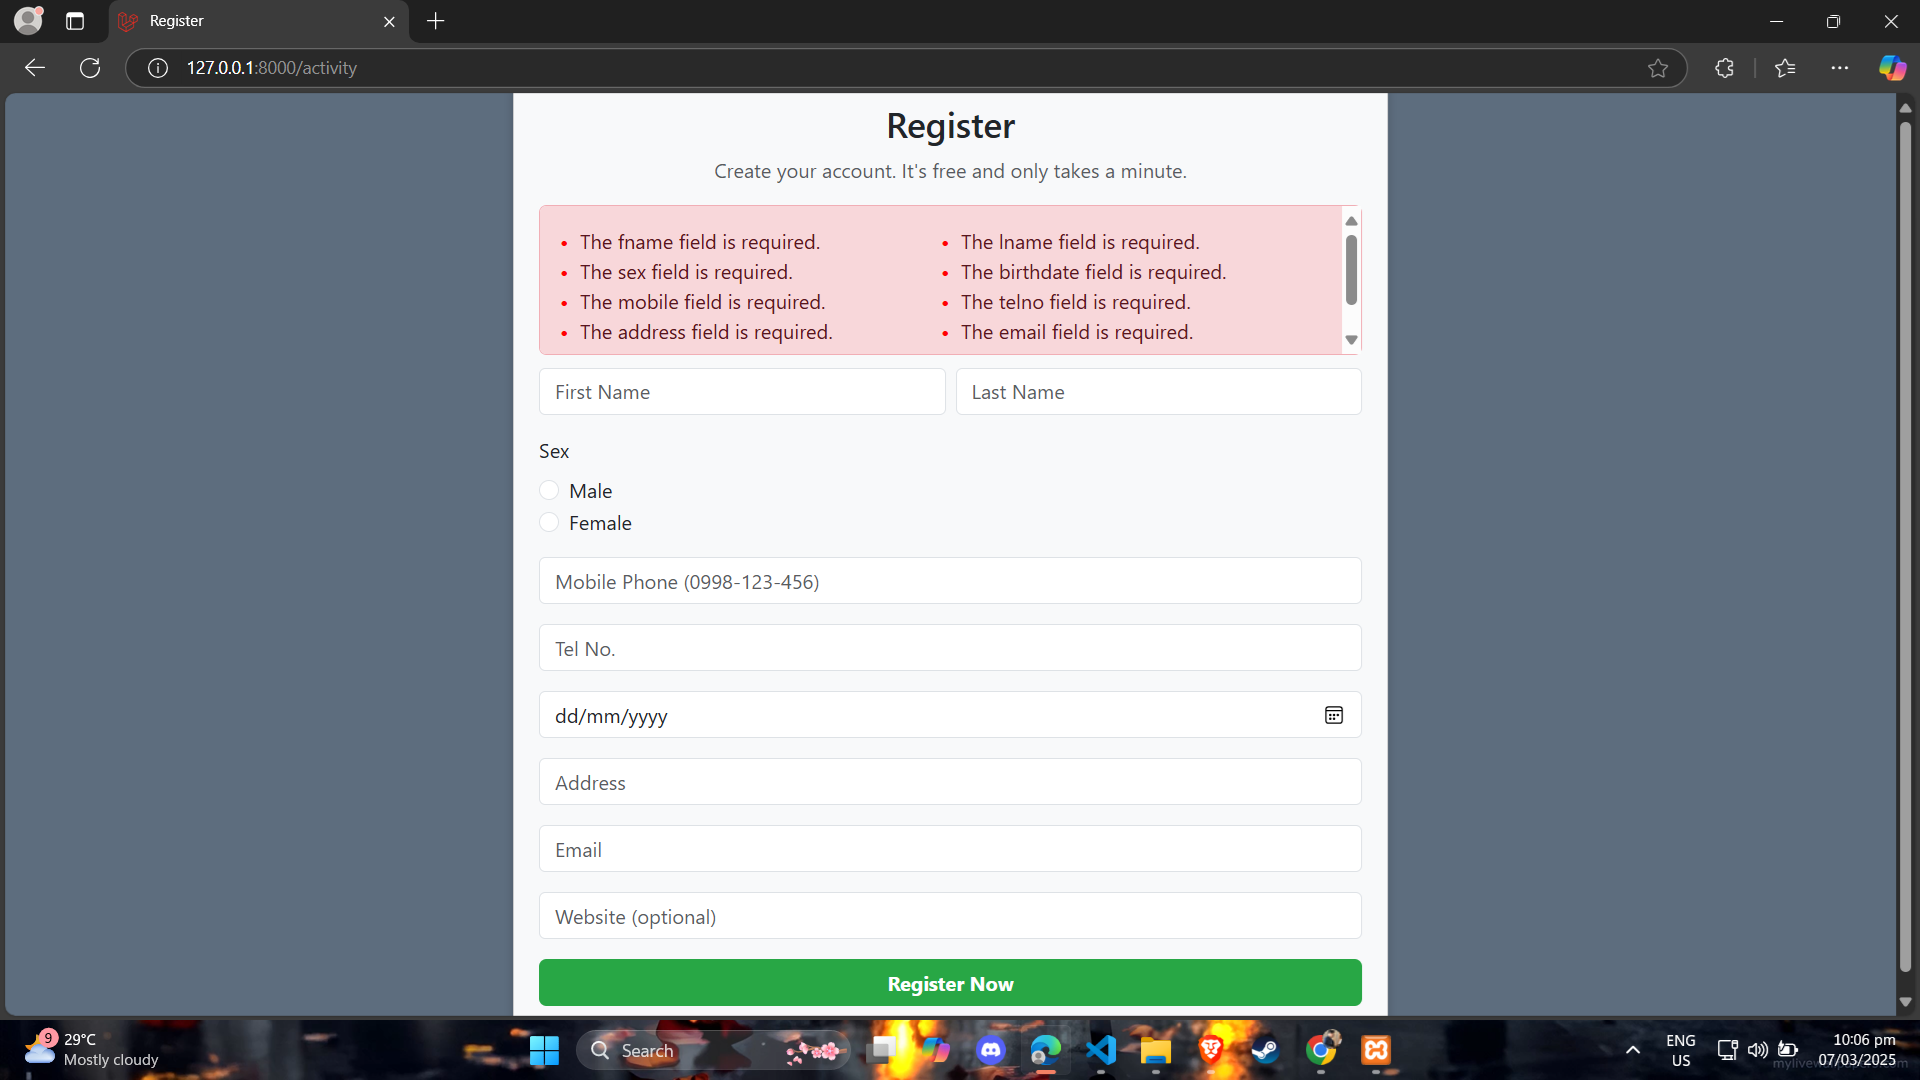 Register
127.0.0.1:8000/activity
Register
Create your account. It's free and only takes a minute.
• The fname field is required.
• The lname field is required.
• The sex field is required.
• The birthdate field is required.
• The mobile field is required.
• The telno field is required.
• The address field is required.
• The email field is required.
First Name
Last Name
Sex
Male
Female
Mobile Phone (0998-123-456)
Tel No.
dd/mm/yyyy
Address
Email
Website (optional)
Register Now
9
29°C
Mostly cloudy
Search
ENG
US
10:06 pm
07/03/2025